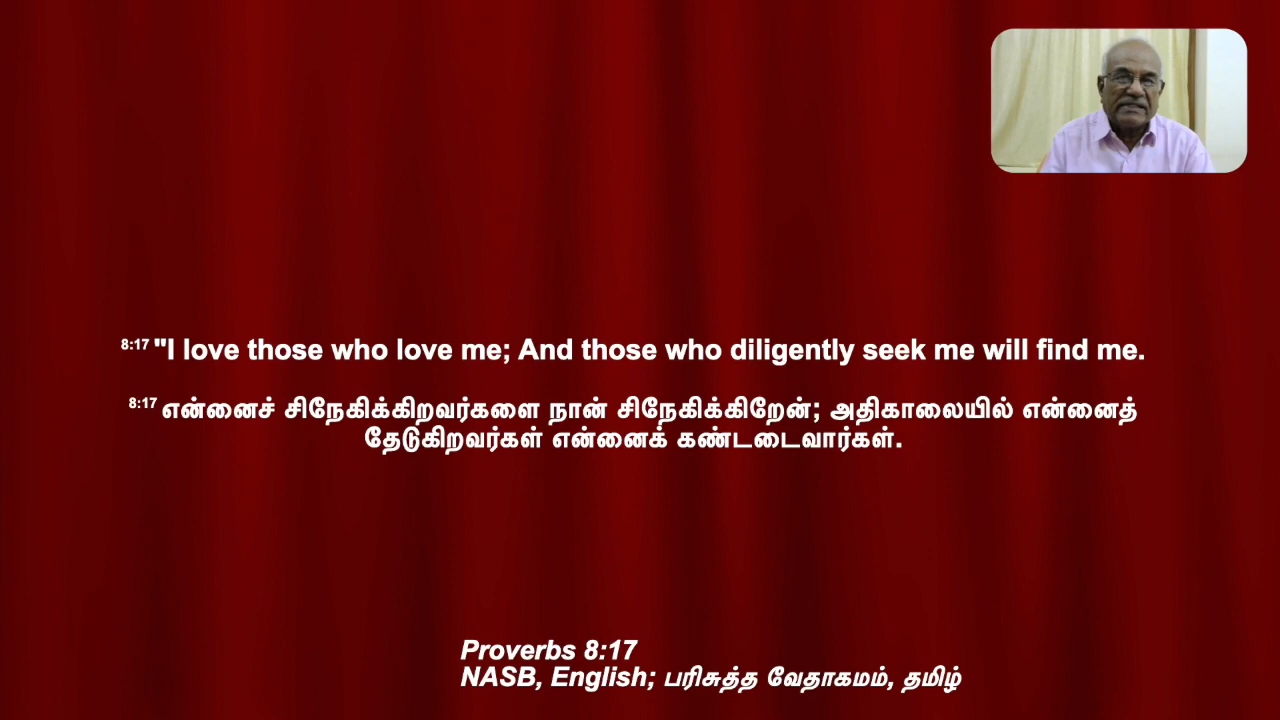 8:17 "I love those who love me; And those who diligently seek me will find me.
8:17 என்னைச் சிநேகிக்கிறவர்களை நான் சிநேகிக்கிறேன்; அதிகாலையில் என்னைத்
தேடுகிறவர்கள் என்னைக் கண்டடைவார்கள்.
Proverbs 8:17
NASB, English; பரிசுத்த வேதாகமம், தமிழ்